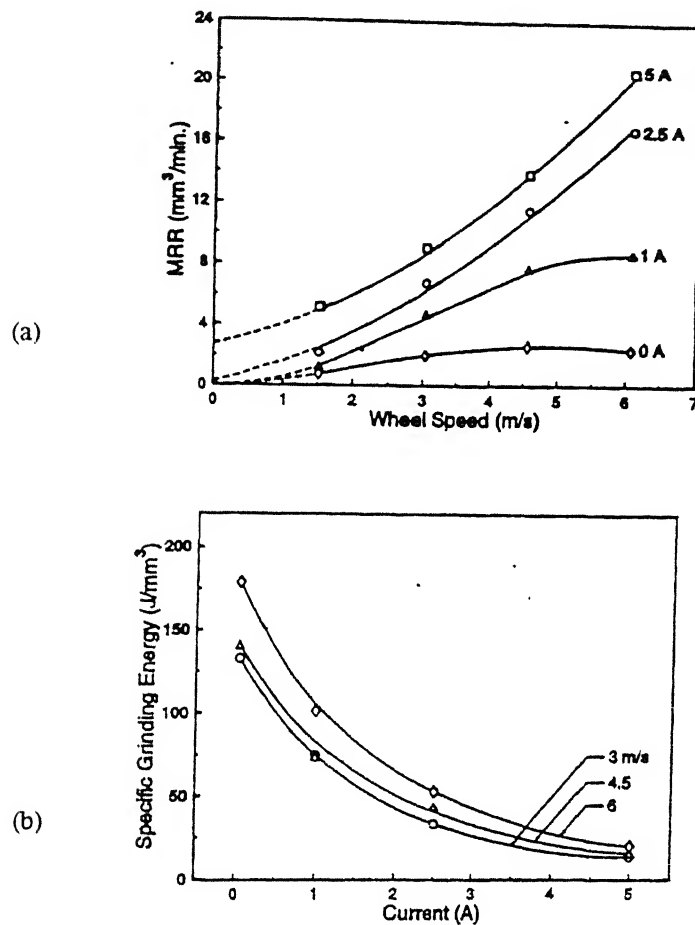 (a)
MRR (mm³/min.)
24
20
16
12
8
4
0
5 A
2.5 A
1 A
0 A
0 1 2 3 4 5 6 7
Wheel Speed (m/s)
(b)
Specific Grinding Energy (J/mm³)
200
150
100
50
0
3 m/s
4.5
6
0 1 2 3 4 5
Current (A)